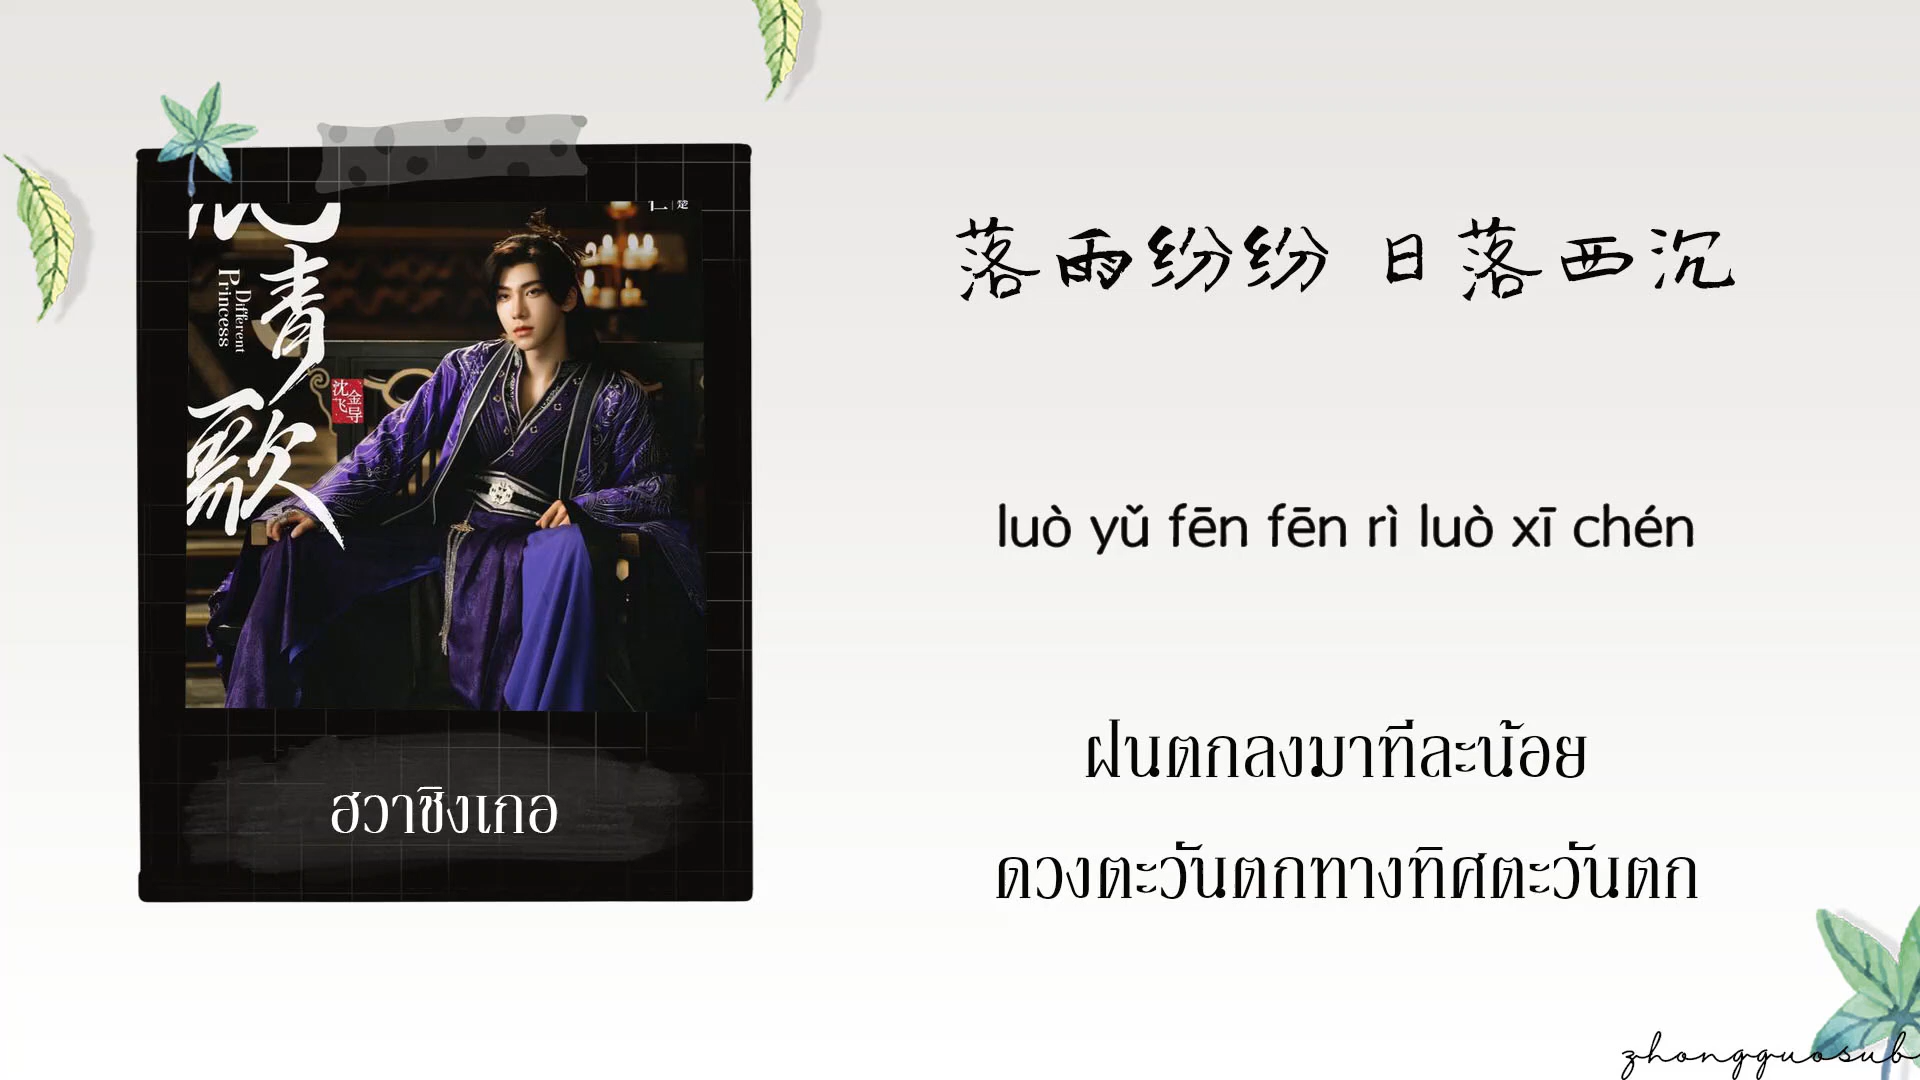 楚
青
歌
Different
Princess
沈 金
飞 导
ฮวาชิงเกอ
落雨纷纷 日落西沉
luò yǔ fēn fēn rì luò xī chén
ฝนตกลงมาทีละน้อย
ดวงตะวันตกทางทิศตะวันตก
zhongguosub